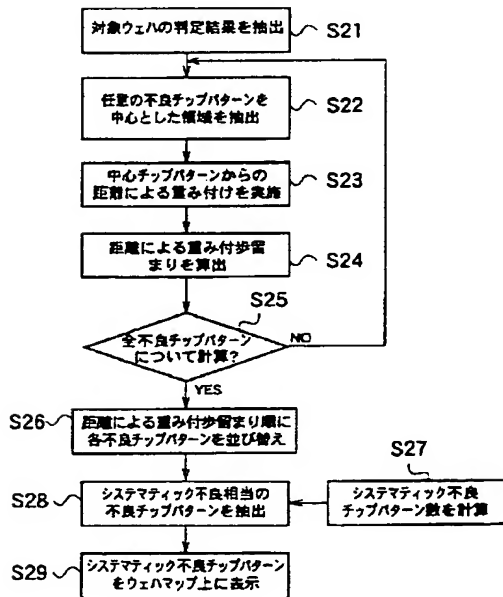 対象ウェハの判定結果を抽出
S21
任意の不良チップパターンを
中心とした領域を抽出
S22
中心チップパターンからの
距離による重み付けを実施
S23
距離による重み付歩留
まりを算出
S24
S25
全不良チップパターン
について計算?
NO
YES
S26
距離による重み付歩留まり順に
各不良チップパターンを並び替え
S27
システマティック不良
チップパターン数を計算
S28
システマティック不良相当の
不良チップパターンを抽出
S29
システマティック不良チップパターン
をウェハマップ上に表示